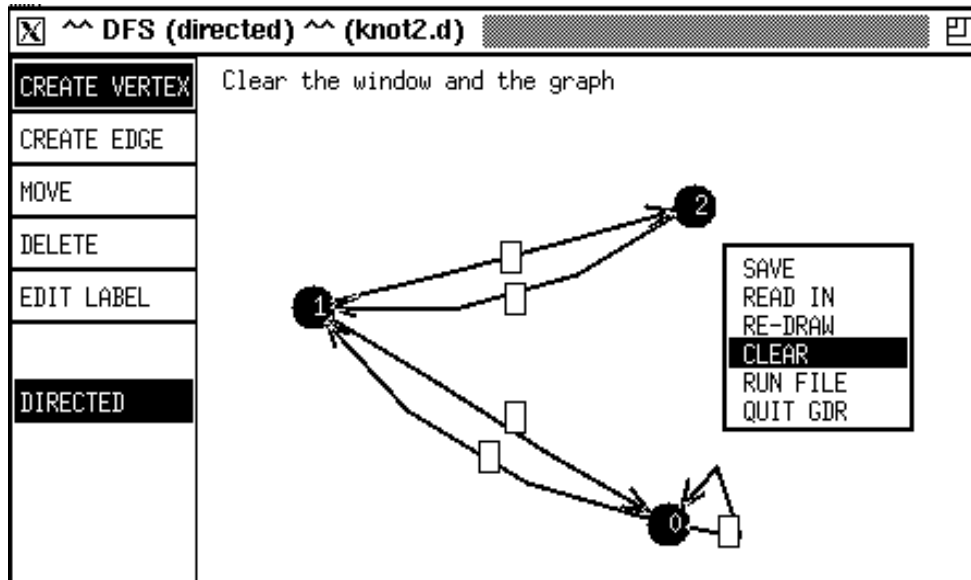 X ^^ DFS (directed) ^^ (knot2.d)
CREATE VERTEX
CREATE EDGE
MOVE
DELETE
EDIT LABEL
DIRECTED
Clear the window and the graph
2
1
0
SAVE
READ IN
RE-DRAW
CLEAR
RUN FILE
QUIT GDR